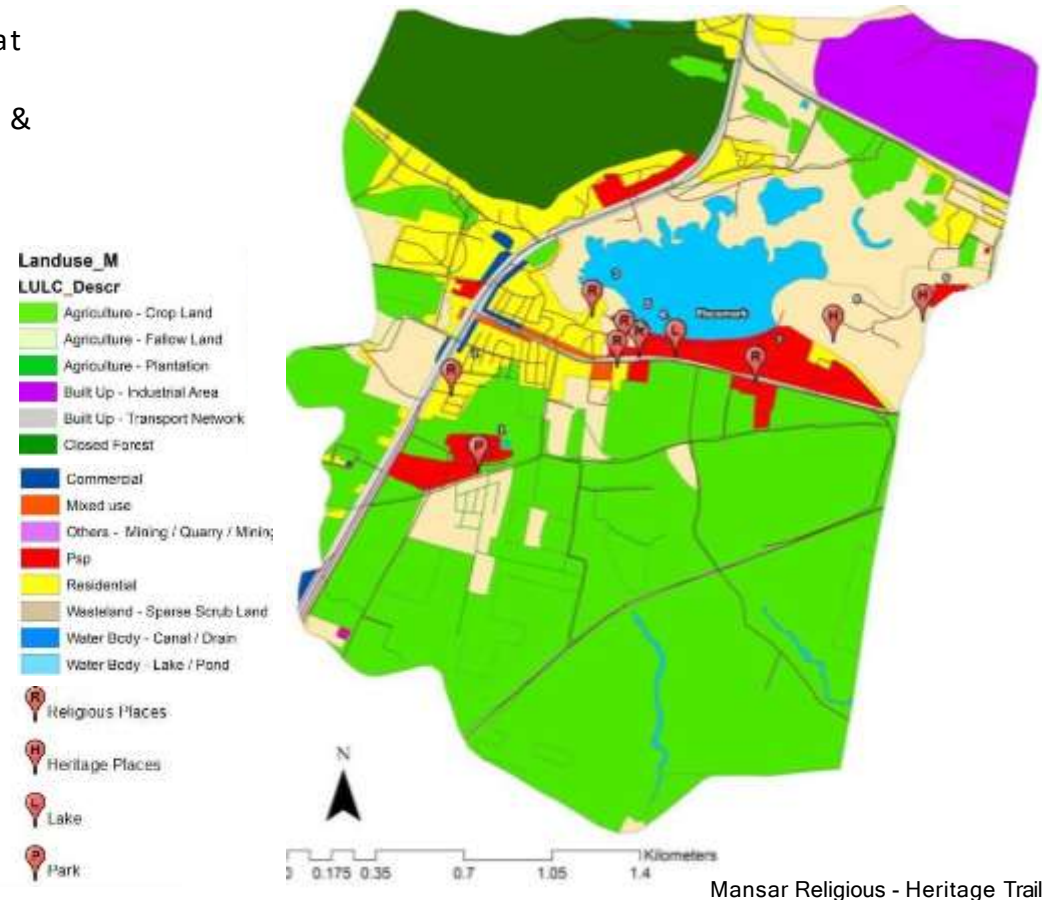 at
&
Landuse_M
LULC_Descr
Agriculture - Crop Land
Agriculture - Fallow Land
Agriculture - Plantation
Built Up - Industrial Area
Built Up - Transport Network
Closed Forest
Commercial
Mixed use
Others - Mining / Quarry / Mining
Psp
Residential
Wasteland - Sparse Scrub Land
Water Body - Canal / Drain
Water Body - Lake / Pond
R Religious Places
H Heritage Places
L Lake
P Park
R
R
R
L
Placemark
H
H
R
R
P
N
Kilometers
0.175 0.35 0.7 1.05 1.4
Mansar Religious - Heritage Trail